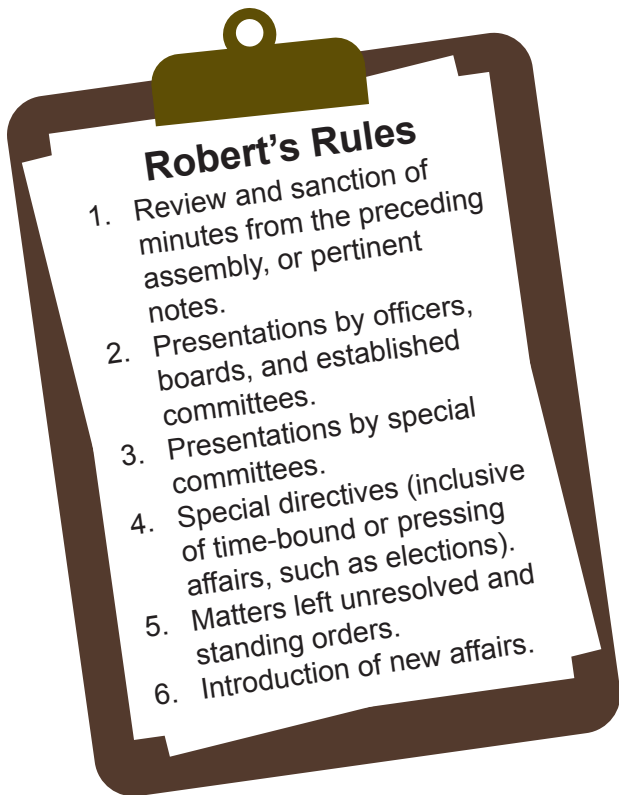 Robert's Rules
1. Review and sanction of
minutes from the preceding
assembly, or pertinent
notes.
2. Presentations by officers,
boards, and established
committees.
3. Presentations by special
committees.
4. Special directives (inclusive
of time-bound or pressing
affairs, such as elections).
5. Matters left unresolved and
standing orders.
6. Introduction of new affairs.